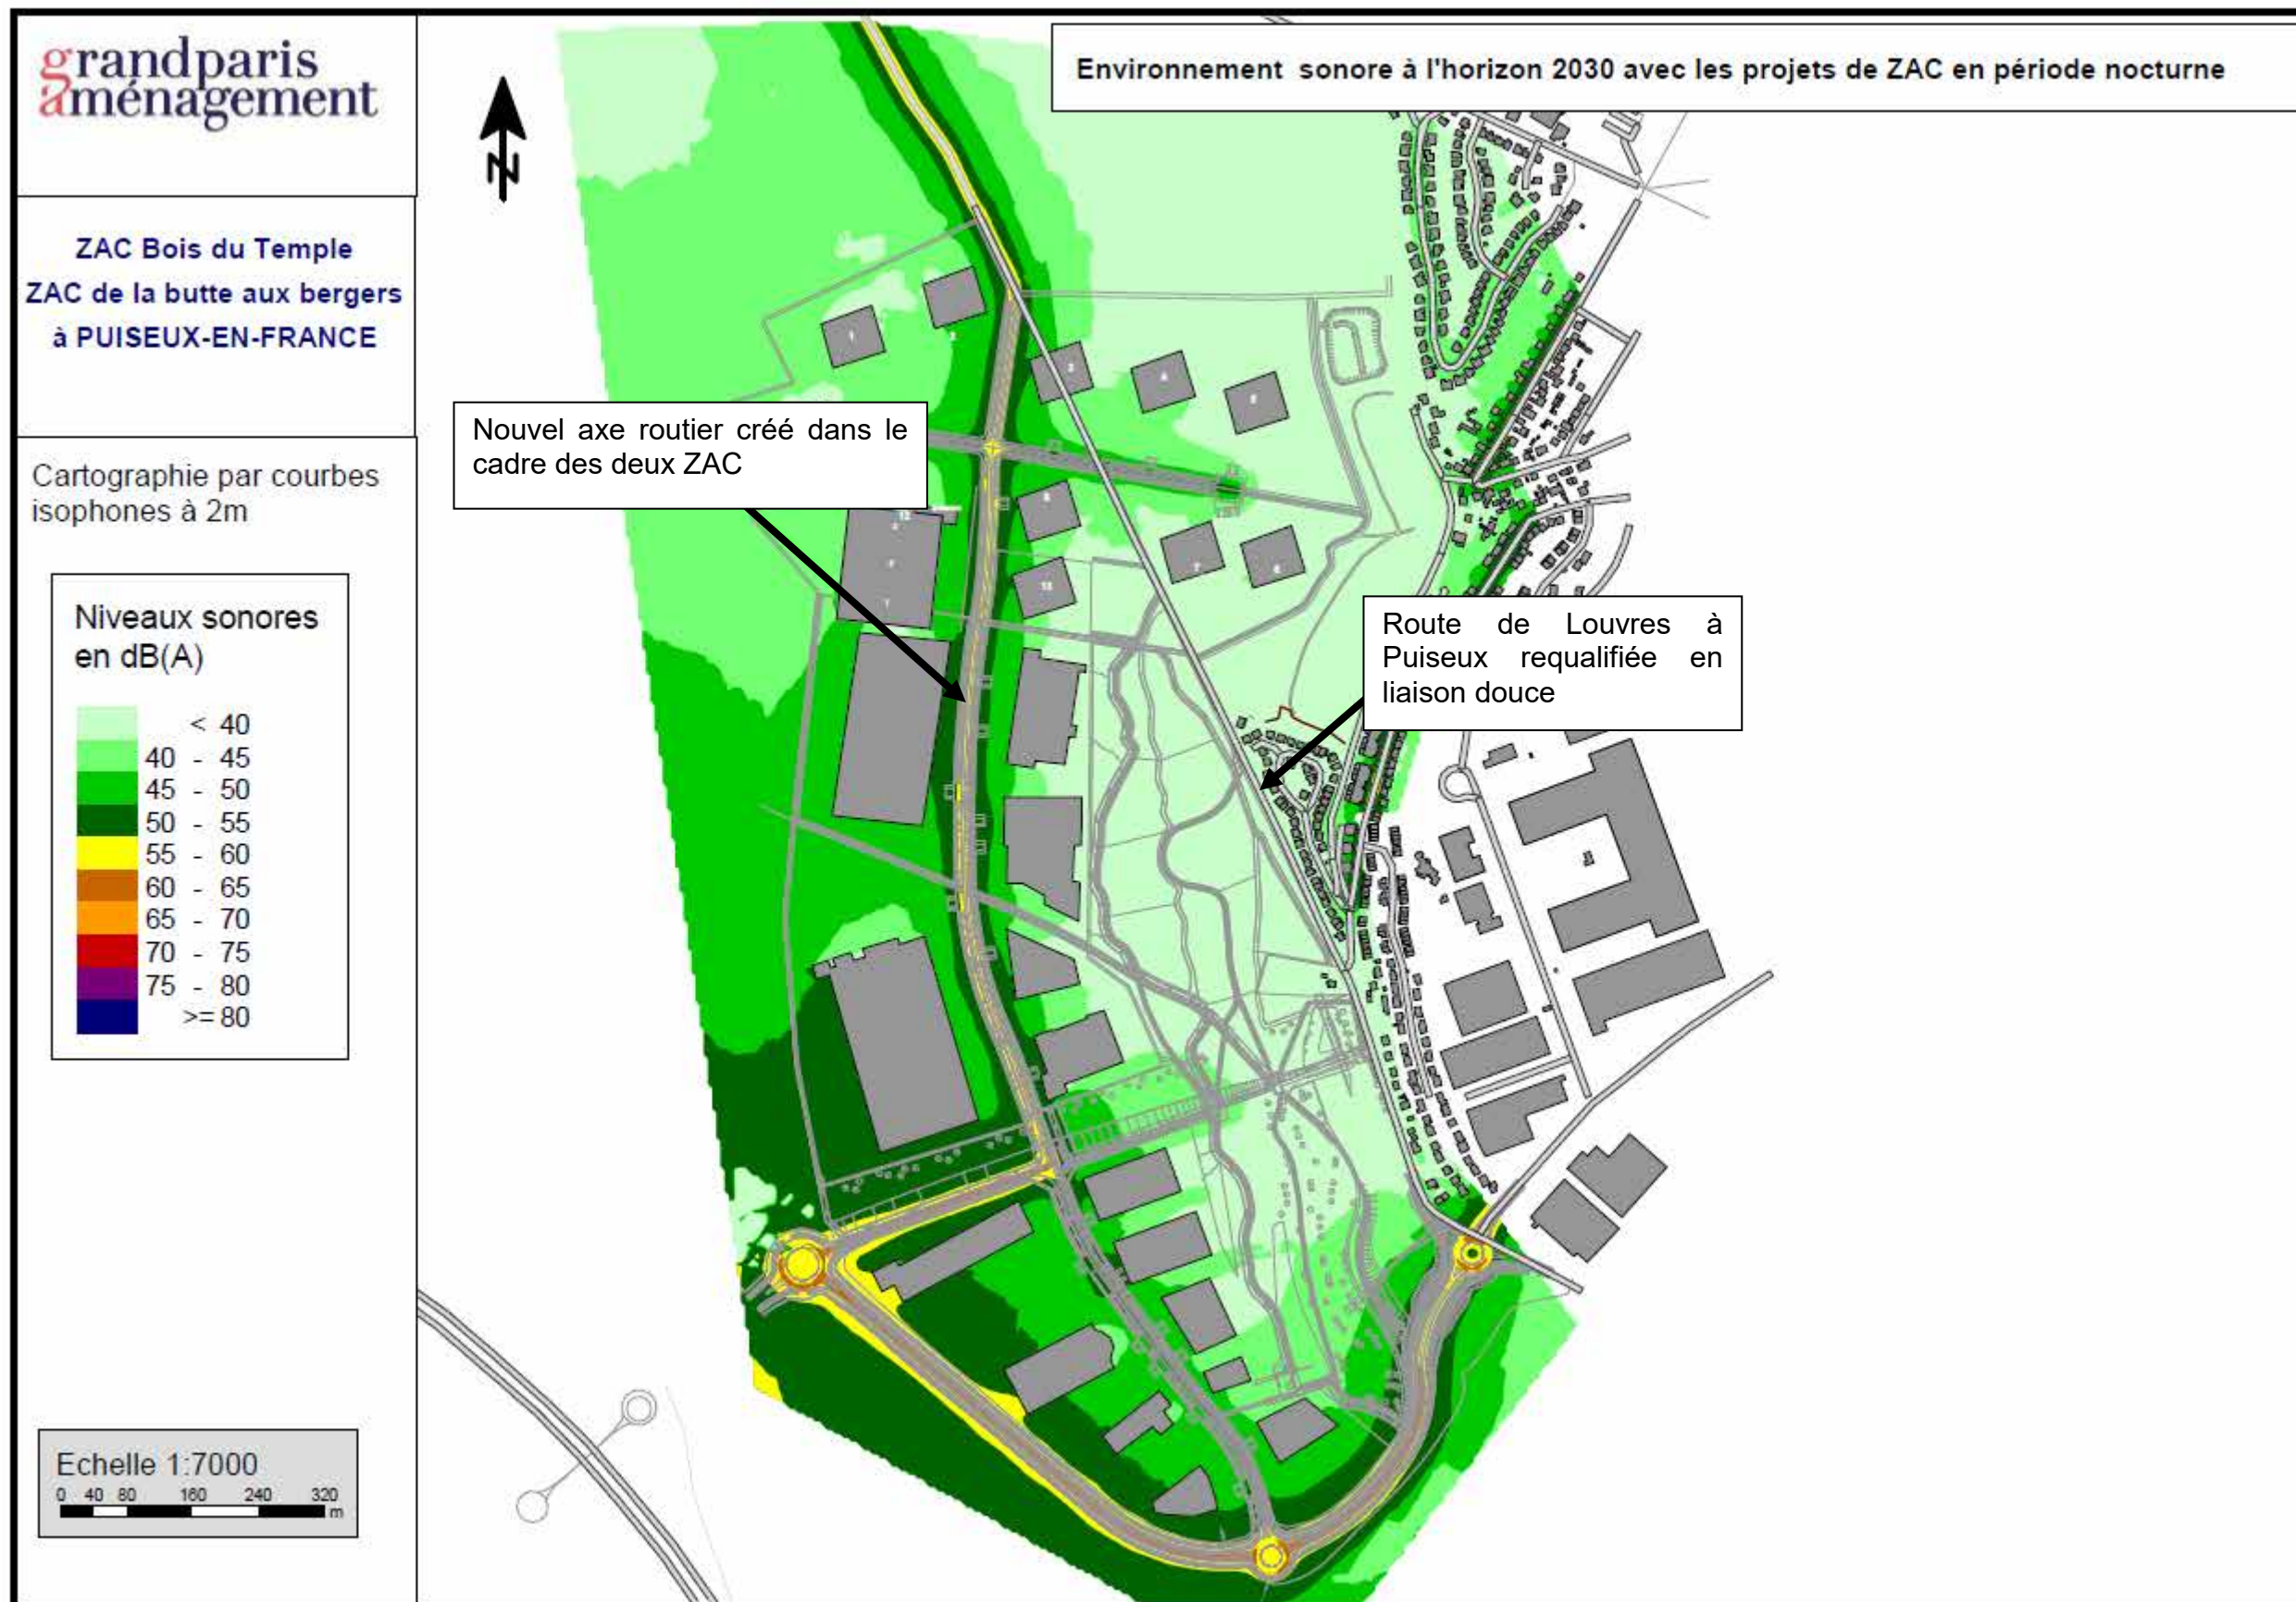 grandparis
aménagement
Environnement sonore à l'horizon 2030 avec les projets de ZAC en période nocturne
N
ZAC Bois du Temple
ZAC de la butte aux bergers
à PUISEUX-EN-FRANCE
Nouvel axe routier créé dans le
cadre des deux ZAC
Cartographie par courbes
isophones à 2m
Route de Louvres à
Puiseux requalifiée en
liaison douce
Niveaux sonores
en dB(A)
< 40
40 - 45
45 - 50
50 - 55
55 - 60
60 - 65
65 - 70
70 - 75
75 - 80
>= 80
Echelle 1:7000
0 40 80 160 240 320
m